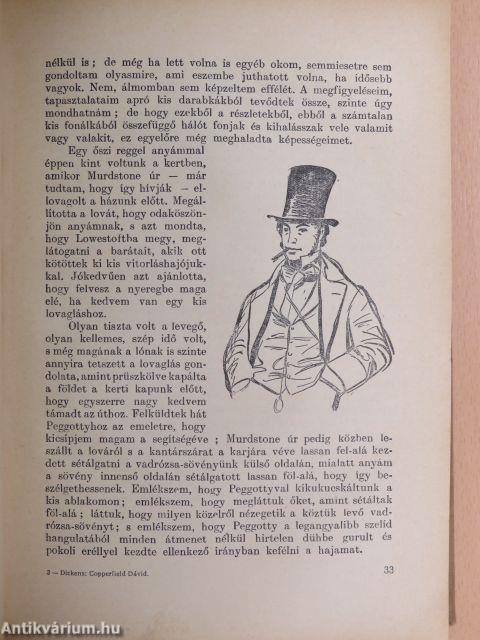 nélkül is; de még ha lett volna is egyéb okom, semmiesetre sem
gondoltam olyasmire, ami eszembe juthatott volna, ha idősebb
vagyok. Nem, álmomban sem képzeltem effélét. A megfigyeléseim,
tapasztalataim apró kis darabkákból tevődtek össze, szinte úgy
mondhatnám; de hogy ezekből a részletekből, ebből a számtalan
kis fonálkából összefüggő hálót fonjak és kihalásszak vele valamit
vagy valakit, ez egyelőre még meghaladta képességeimet.
Egy őszi reggel anyámmal
éppen kint voltunk a kertben,
amikor Murdstone úr — már
tudtam, hogy így hívják — el-
lovagolt a házunk előtt. Megál-
lította a lovát, hogy odaköszön-
jön anyámnak, s azt mondta,
hogy Lowestoftba megy, meg-
látogatni a barátait, akik ott
kötöttek ki kis vitorláshajójuk-
kal. Jókedvűen azt ajánlotta,
hogy felvesz a nyeregbe maga
elé, ha kedvem van egy kis
lovagláshoz.
Olyan tiszta volt a levegő,
olyan kellemes, szép idő volt,
s még magának a lónak is szinte
annyira tetszett a lovaglás gon-
dolata, amint prüszkölve kapálta
a földet a kerti kapunk előtt,
hogy egyszerre nagy kedvem
támadt az úthoz. Felküldtek hát
Peggottyhoz az emeletre, hogy
kicsípjem magam a segítségével; Murdstone úr pedig közben le-
szállt a lováról s a kantárszárat a karjára véve lassan fel-alá kez-
dett sétálgatni a vadrózsa-sövényünk külső oldalán, mialatt anyám
a sövény innenső oldalán sétálgatott lassan föl-alá, hogy így be-
szélgethessenek. Emlékszem, hogy Peggottyval kikukucskáltunk a
kis ablakomon; emlékszem, hogy megláttuk őket, amint sétáltak
föl-alá; láttuk, hogy milyen közelről nézegetik a köztük levő vad-
rózsa-sövényt; s emlékszem, hogy Peggotty a legangyalibb szelid
hangulatából minden átmenet nélkül hirtelen dühbe gurult és
pokoli eréllyel kezdte ellenkező irányban kefélni a hajamat.
3 — Dickens: Copperfield Dávid.
33
Antikvárium.hu